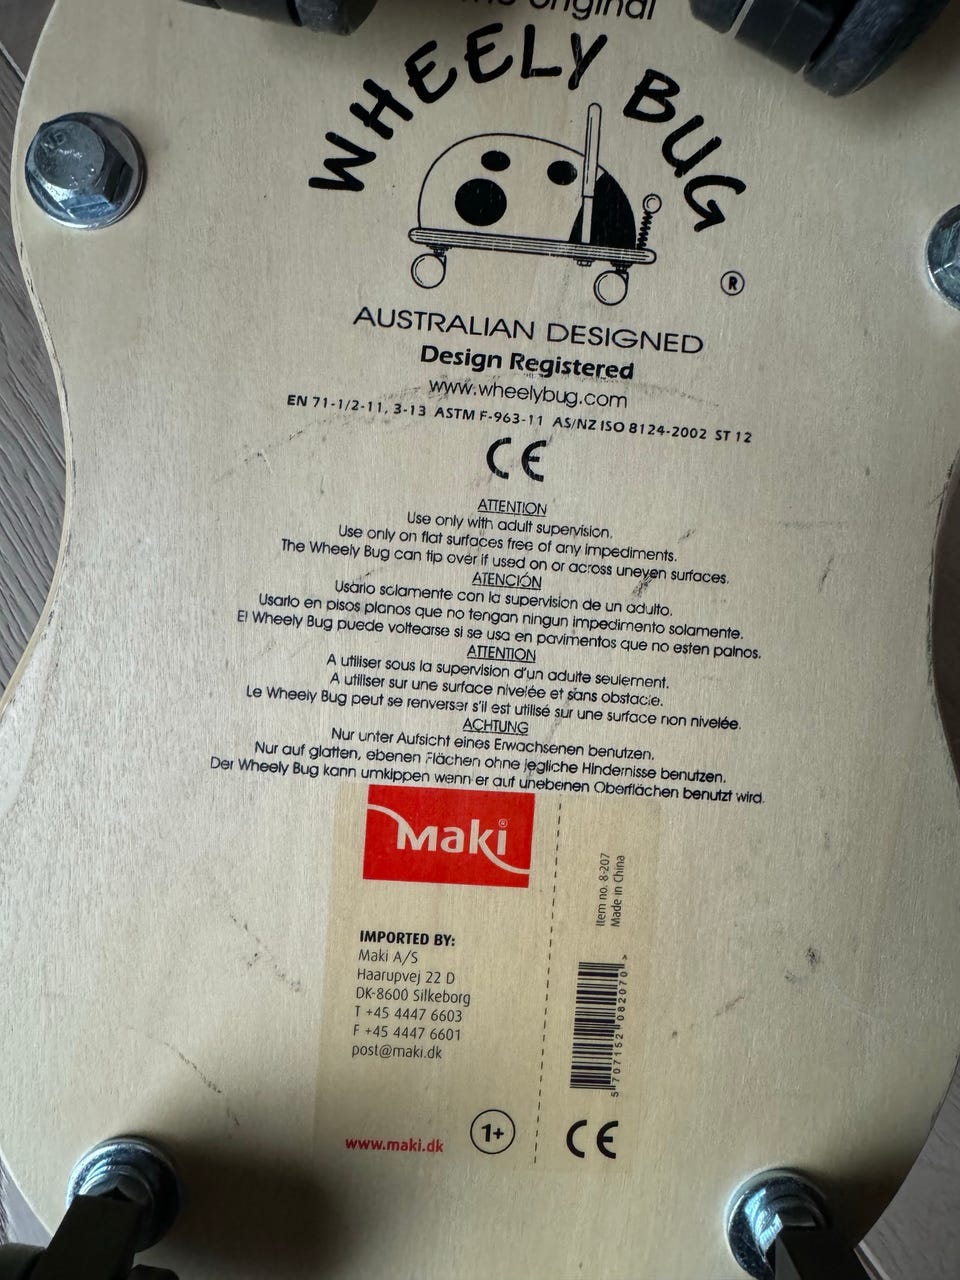 original
WHEELY BUG
®
AUSTRALIAN DESIGNED
Design Registered
www.wheelybug.com
EN 71-1/2-11, 3-13 ASTM F-963-11 AS/NZ ISO 8124-2002 ST 12
CE
ATTENTION
Use only with adult supervision.
Use only on flat surfaces free of any impediments.
The Wheely Bug can tip over if used on or across uneven surfaces.
ATENCIÓN
Usario solamente con la supervision de un adulto.
Usarlo en pisos planos que no tengan ningun impedimento solamente.
El Wheely Bug puede voltearse si se usa en pavimentos que no esten palnos.
ATTENTION
A utiliser sous la supervision d'un adulte seulement.
A utiliser sur une surface nivelée et sans obstacle.
Le Wheely Bug peut se renverser s'il est utilisé sur une surface non nivelée.
ACHTUNG
Nur unter Aufsicht eines Erwachsenen benutzen.
Nur auf glatten, ebenen Flächen ohne jegliche Hindernisse benutzen.
Der Wheely Bug kann umkippen wenn er auf unebenen Oberflächen benutzt wird.
Maki®
IMPORTED BY:
Maki A/S
Haarupvej 22 D
DK-8600 Silkeborg
T +45 4447 6603
F +45 4447 6601
post@maki.dk
www.maki.dk
1+
Item no. 8-207
Made in China
5 707152 082070 >
CE